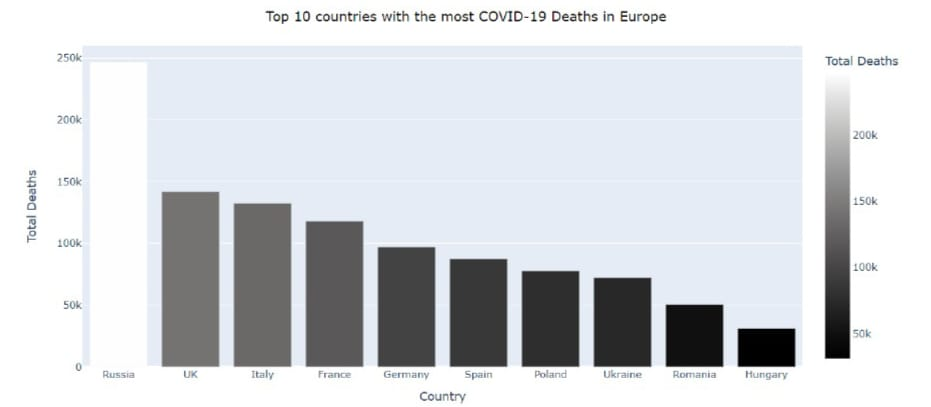 Top 10 countries with the most COVID-19 Deaths in Europe
Total Deaths
250k
200k
150k
100k
50k
0
Russia UK Italy France Germany Spain Poland Ukraine Romania Hungary
Country
Total Deaths
200k
150k
100k
50k